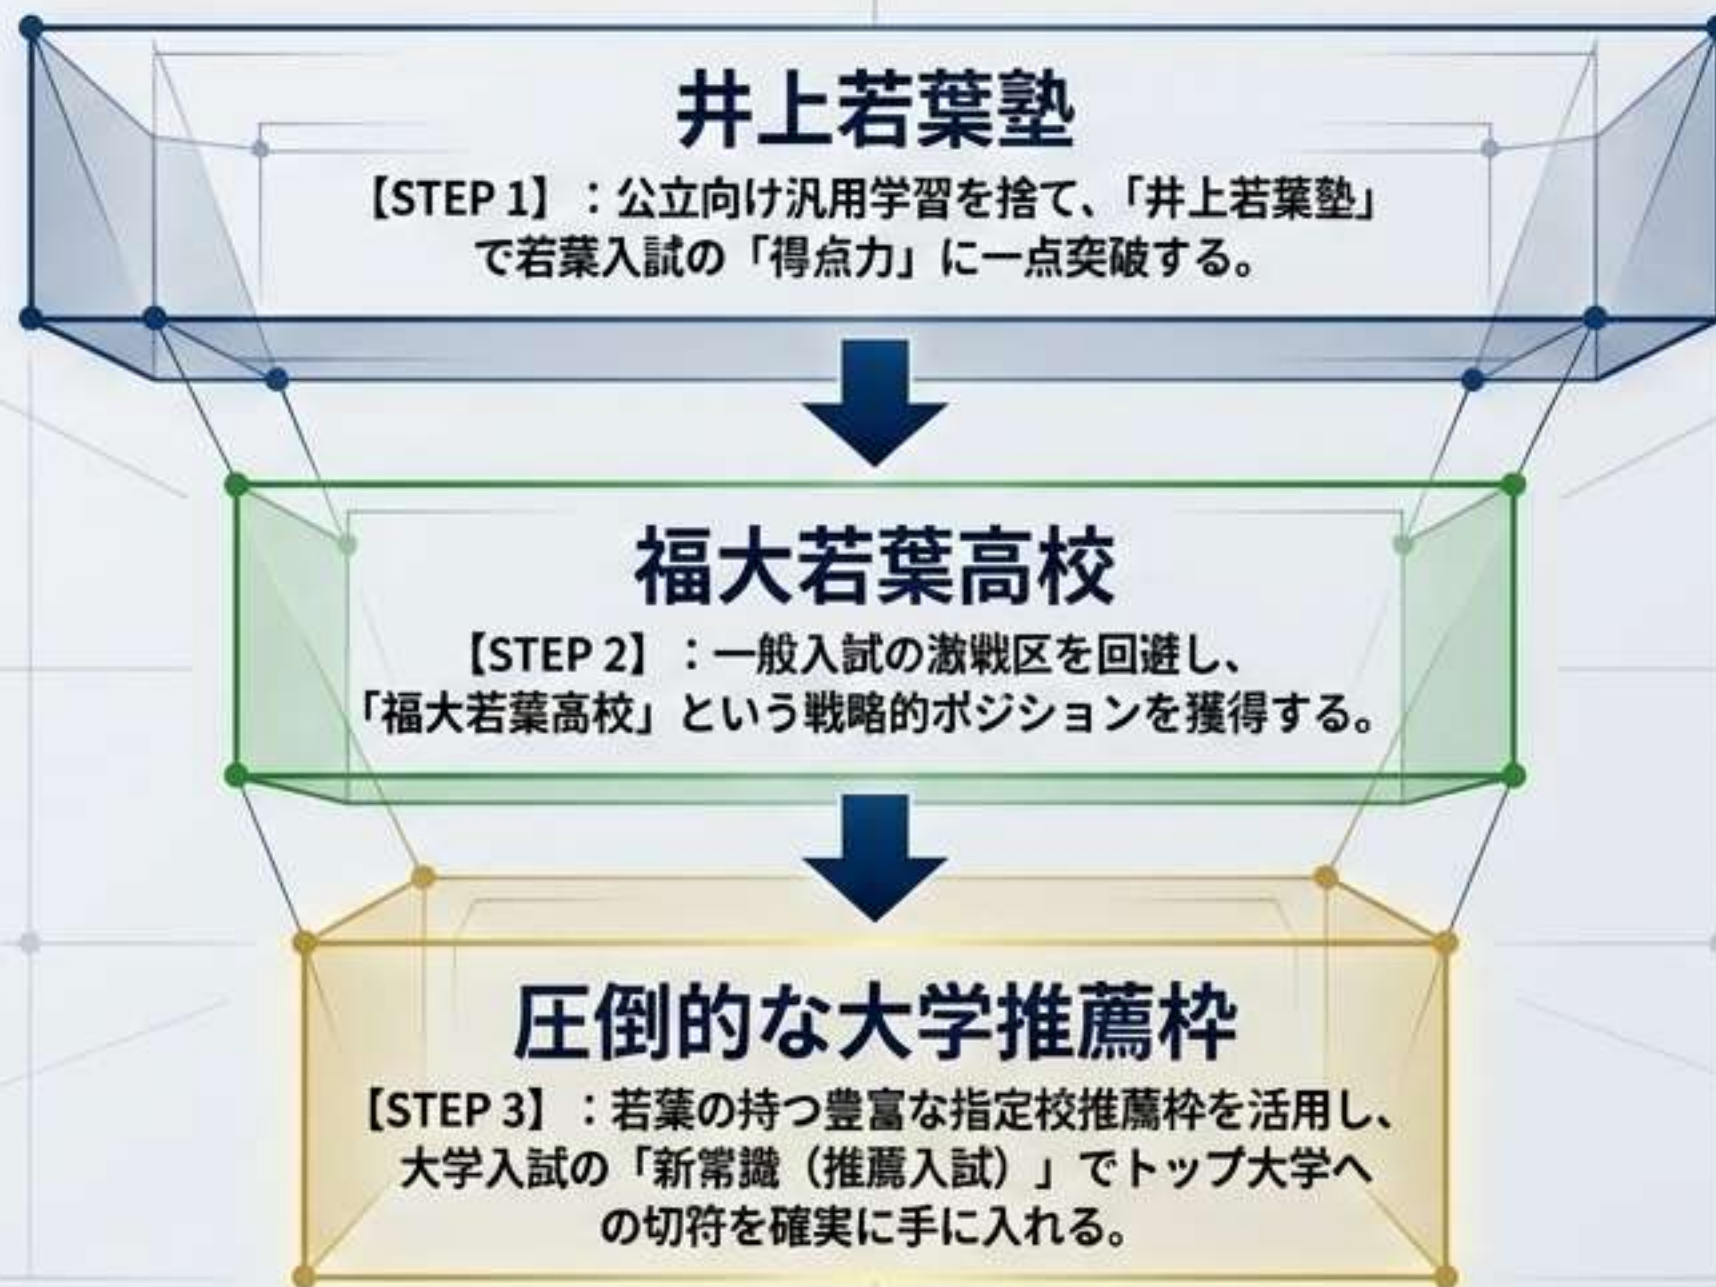 井上若葉塾
【STEP 1】：公立向け汎用学習を捨て、「井上若葉塾」
で若葉入試の「得点力」に一点突破する。
福大若葉高校
【STEP 2】：一般入試の激戦区を回避し、
「福大若葉高校」という戦略的ポジションを獲得する。
圧倒的な大学推薦枠
【STEP 3】：若葉の持つ豊富な指定校推薦枠を活用し、
大学入試の「新常識（推薦入試）」でトップ大学へ
の切符を確実に手に入れる。